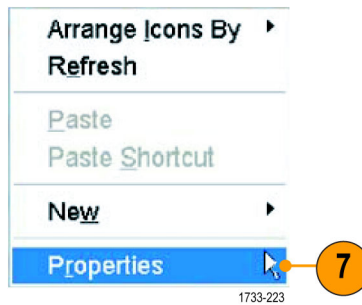 Arrange Icons By
Refresh
Paste
Paste Shortcut
New
Properties
7
1733-223